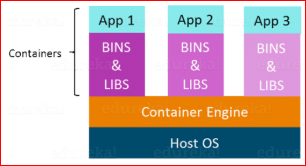 App 1
App 2
App 3
Containers
BINS
&
LIBS
BINS
&
LIBS
BINS
&
LIBS
Container Engine
Host OS